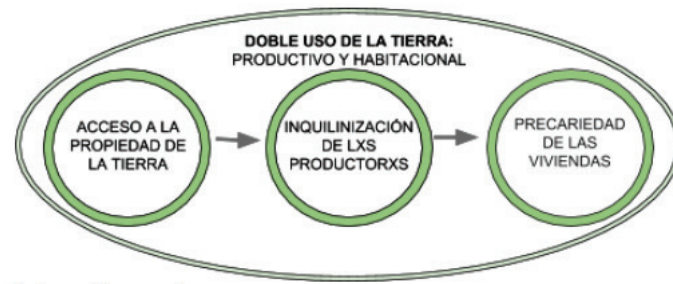 DOBLE USO DE LA TIERRA:
PRODUCTIVO Y HABITACIONAL
ACCESO A LA
PROPIEDAD DE
LA TIERRA
INQUILINIZACIÓN
DE LXS
PRODUCTORXS
PRECARIEDAD
DE LAS
VIVIENDAS